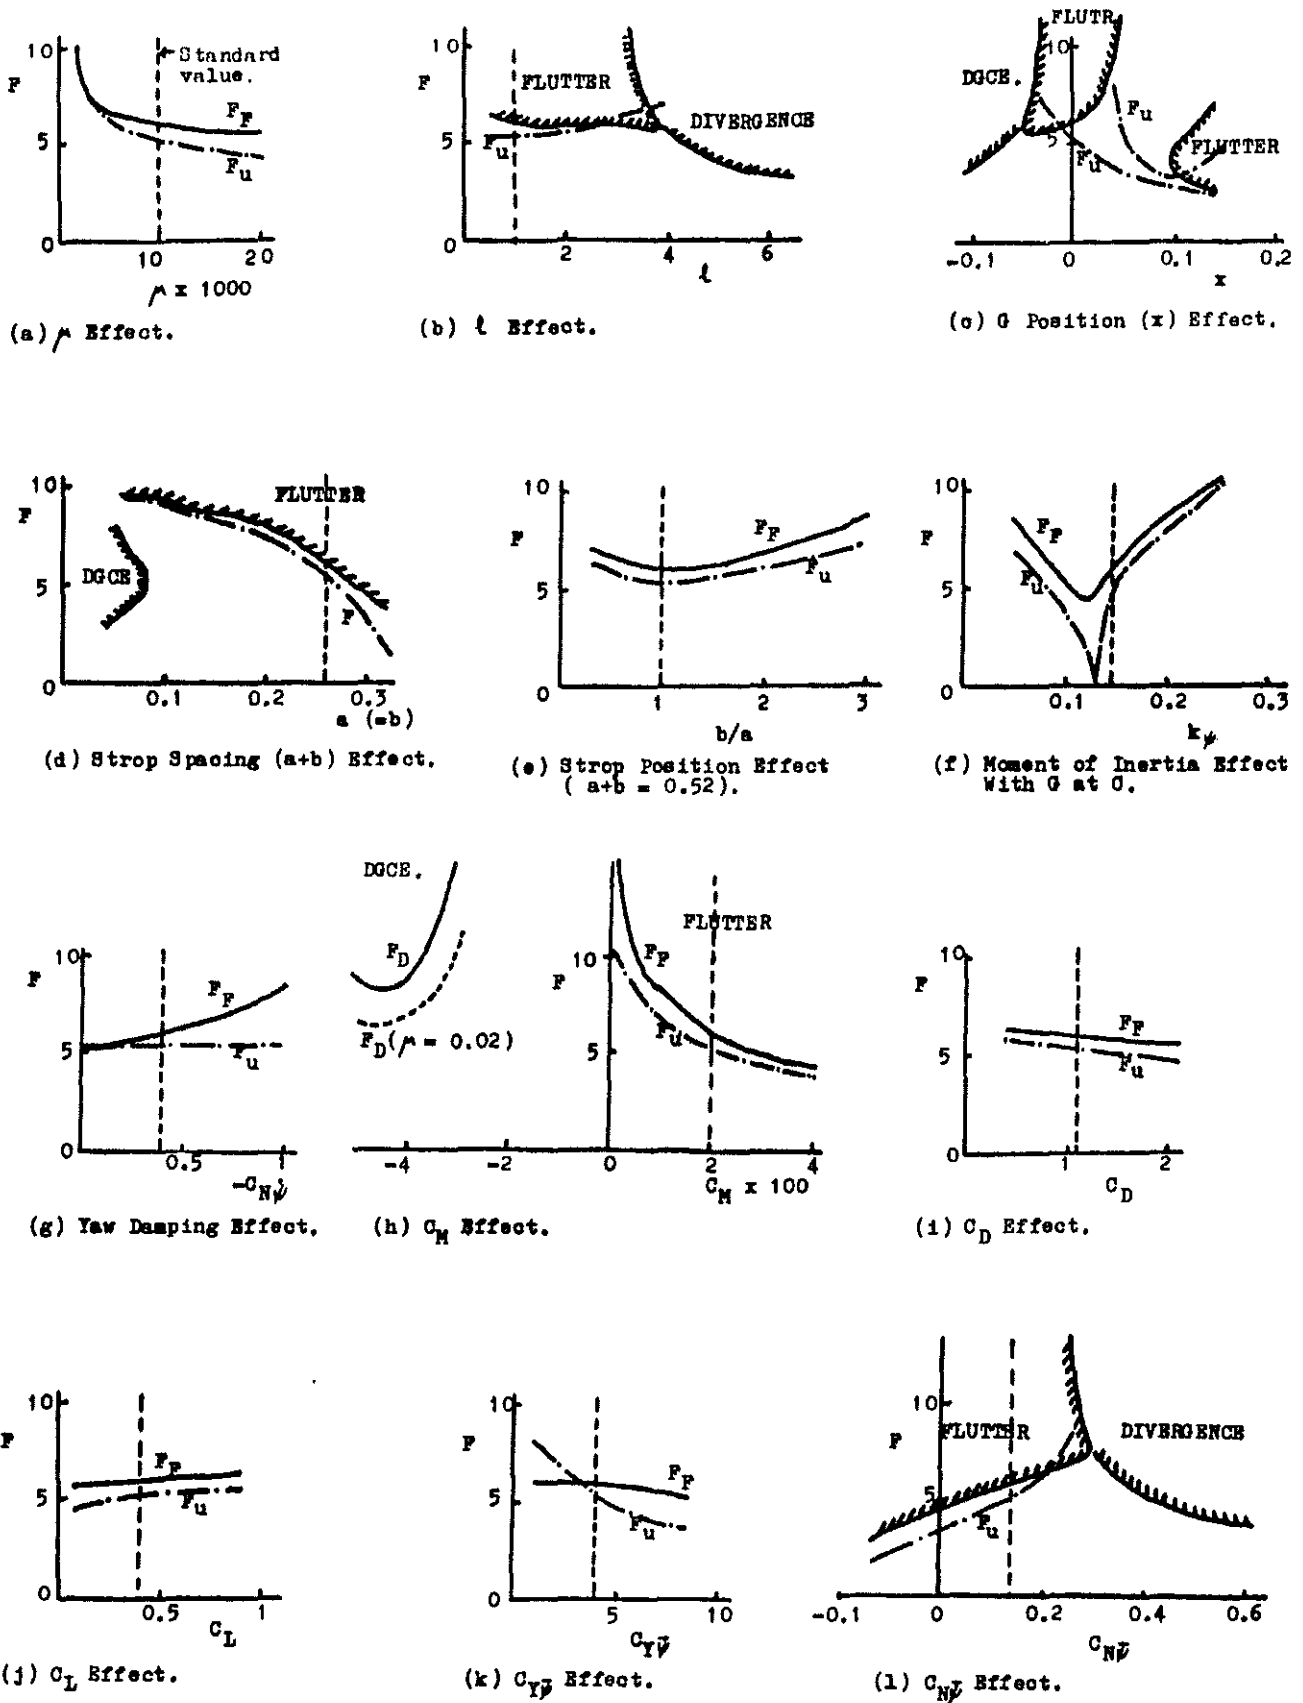 10
F
5
0
10
20
Standard
value.
F_F
F_u
μ x 1000
(a) μ Effect.
10
F
5
0
2
4
6
FLUTTER
DIVERGENCE
F_u
ℓ
(b) ℓ Effect.
FLUTR
10
DGCE.
5
F_u
F_u
FLUTTER
-0.1
0
0.1
0.2
x
(c) G Position (x) Effect.
10
F
5
0
FLUTTER
DGCE
F
0.1
0.2
0.3
a (=b)
(d) Strop Spacing (a+b) Effect.
10
F
5
0
F_F
F_u
1
2
3
b/a
(e) Strop Position Effect
( a+b = 0.52).
10
F
5
0
F_F
F_u
0.1
0.2
0.3
k_ψ
(f) Moment of Inertia Effect
With G at O.
10
F
5
0
F_F
F_u
0.5
1
-C_Nψ̇
(g) Yaw Damping Effect.
DGCE.
F_D
F_D(μ = 0.02)
10
F
5
FLUTTER
F_F
F_u
-4
-2
0
2
4
C_M x 100
(h) C_M Effect.
10
F
5
0
F_F
F_u
1
2
C_D
(i) C_D Effect.
10
F
5
0
F_F
F_u
0.5
1
C_L
(j) C_L Effect.
10
F
5
0
F_F
F_u
5
10
C_Yψ̄
(k) C_Yψ̄ Effect.
10
F
5
FLUTTER
DIVERGENCE
F_u
-0.1
0
0.2
0.4
0.6
C_Nψ̄
(l) C_Nψ̄ Effect.